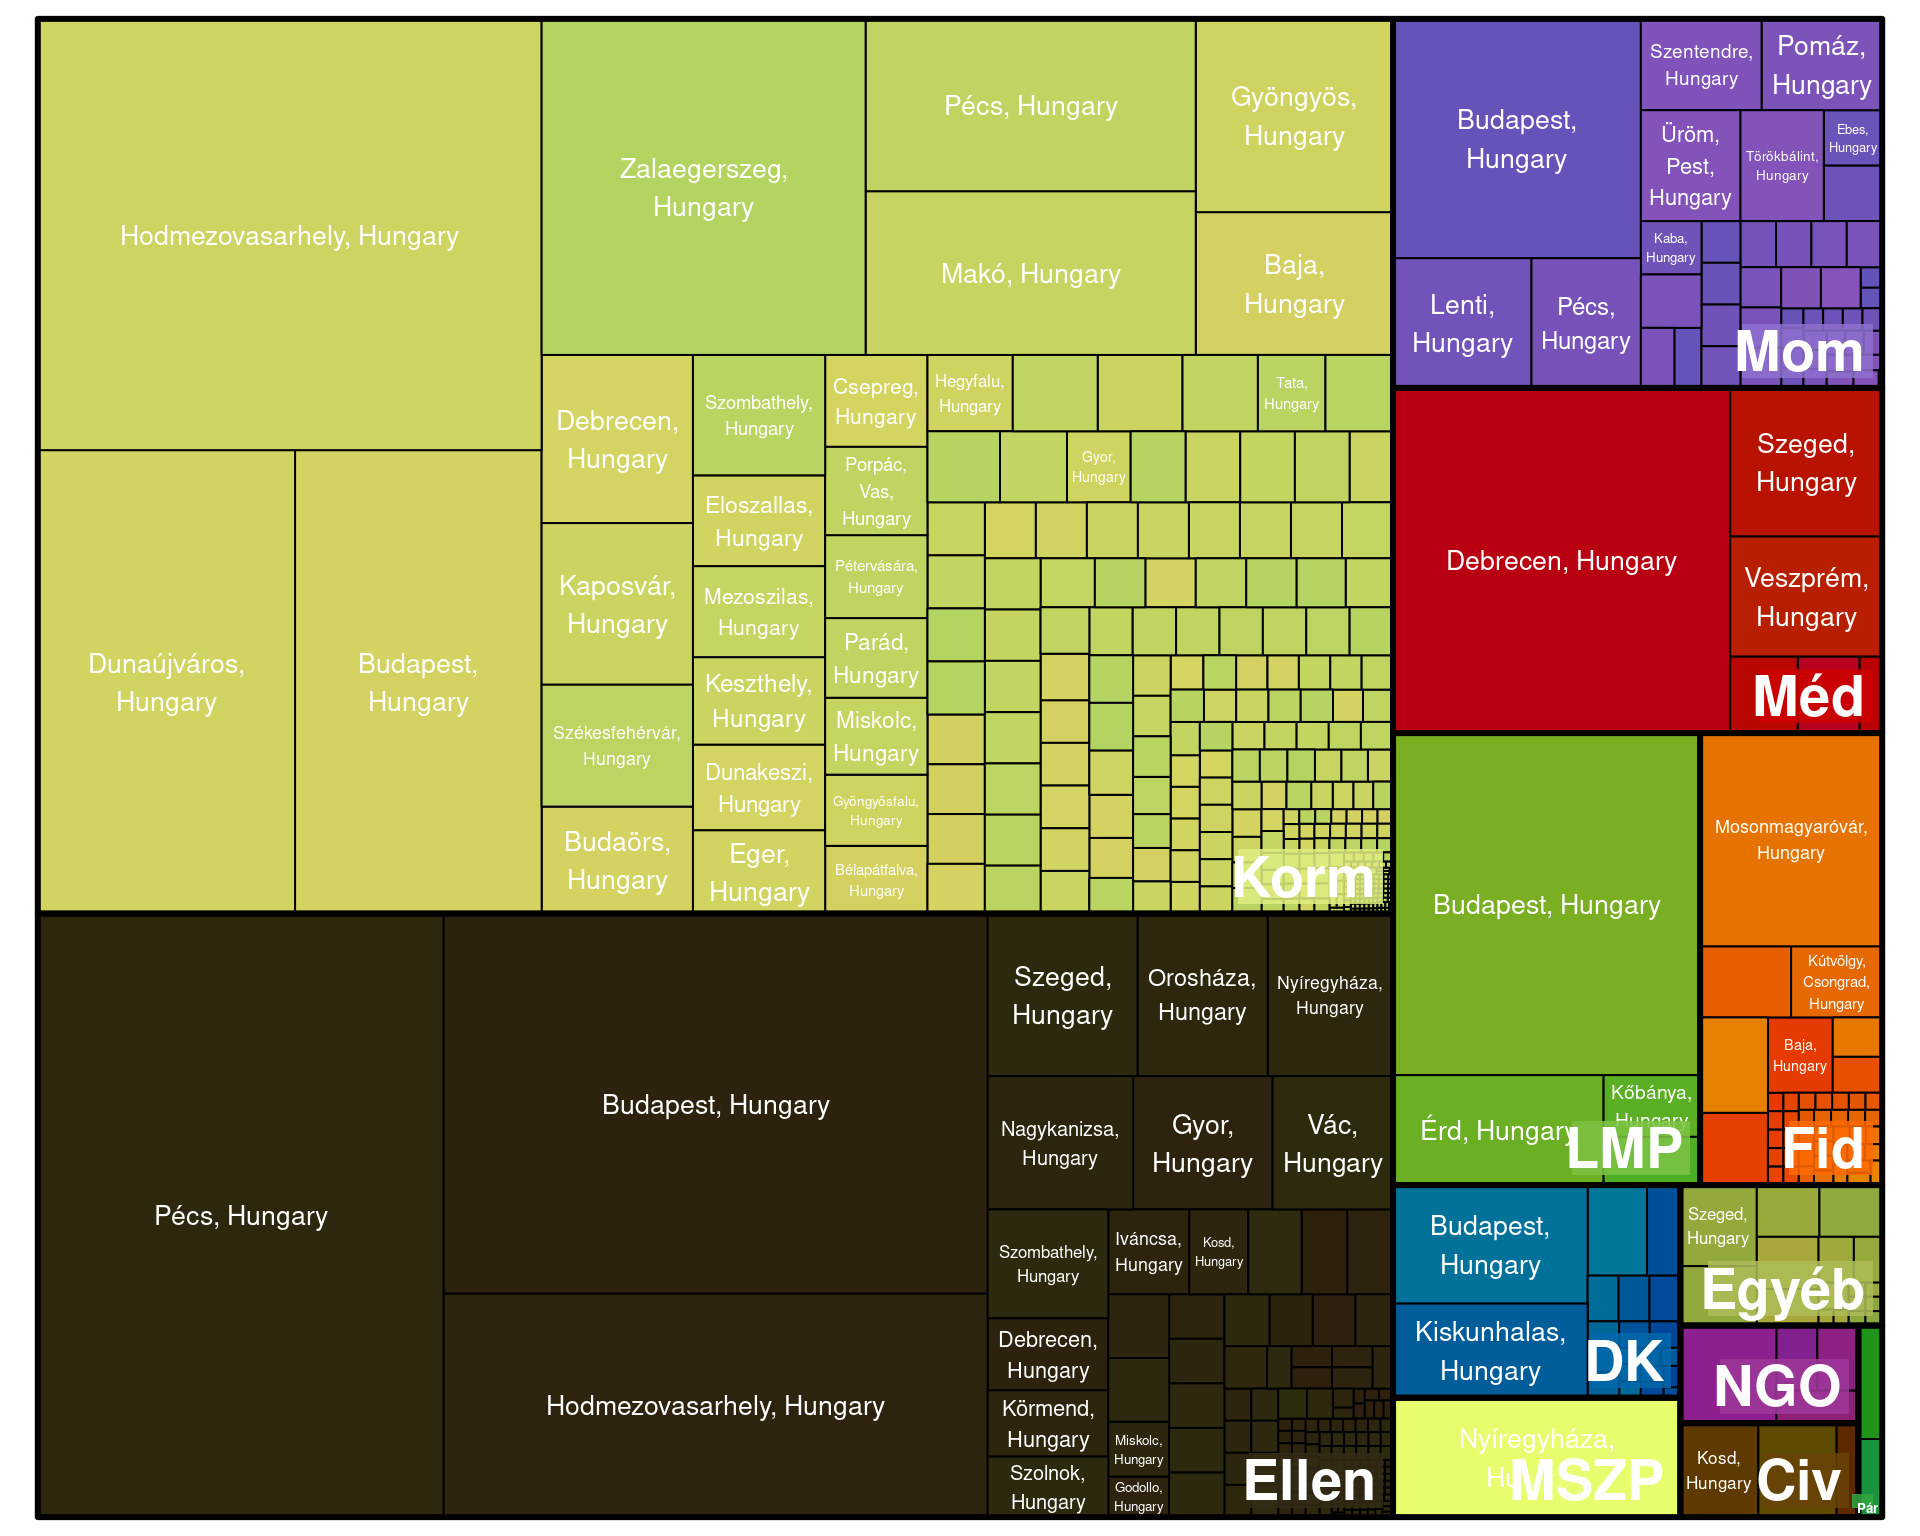 Hodmezovasarhely, Hungary
Dunaújváros,
Hungary
Budapest,
Hungary
Zalaegerszeg,
Hungary
Pécs, Hungary
Makó, Hungary
Gyöngyös,
Hungary
Baja,
Hungary
Debrecen,
Hungary
Kaposvár,
Hungary
Székesfehérvár,
Hungary
Budaörs,
Hungary
Szombathely,
Hungary
Eloszallas,
Hungary
Mezoszilas,
Hungary
Keszthely,
Hungary
Dunakeszi,
Hungary
Eger,
Hungary
Csepreg,
Hungary
Porpác,
Vas,
Hungary
Pétervására,
Hungary
Parád,
Hungary
Miskolc,
Hungary
Gyöngyösfalu,
Hungary
Bélapátfalva,
Hungary
Hegyfalu,
Hungary
Tata,
Hungary
Gyor,
Hungary
Korm
Pécs, Hungary
Budapest, Hungary
Hodmezovasarhely, Hungary
Szeged,
Hungary
Orosháza,
Hungary
Nyíregyháza,
Hungary
Nagykanizsa,
Hungary
Gyor,
Hungary
Vác,
Hungary
Szombathely,
Hungary
Debrecen,
Hungary
Körmend,
Hungary
Szolnok,
Hungary
Iváncsa,
Hungary
Kosd,
Hungary
Miskolc,
Hungary
Godollo,
Hungary
Ellen
Budapest,
Hungary
Lenti,
Hungary
Pécs,
Hungary
Szentendre,
Hungary
Pomáz,
Hungary
Üröm,
Pest,
Hungary
Törökbálint,
Hungary
Ebes,
Hungary
Kaba,
Hungary
Mom
Debrecen, Hungary
Szeged,
Hungary
Veszprém,
Hungary
Méd
Budapest, Hungary
Érd, Hungary
Kőbánya,
Hungary
LMP
Mosonmagyaróvár,
Hungary
Kútvölgy,
Csongrad,
Hungary
Baja,
Hungary
Fid
Budapest,
Hungary
Kiskunhalas,
Hungary
DK
Szeged,
Hungary
Egyéb
NGO
Nyíregyháza,
MSZP
Kosd,
Hungary
Civ
Pár